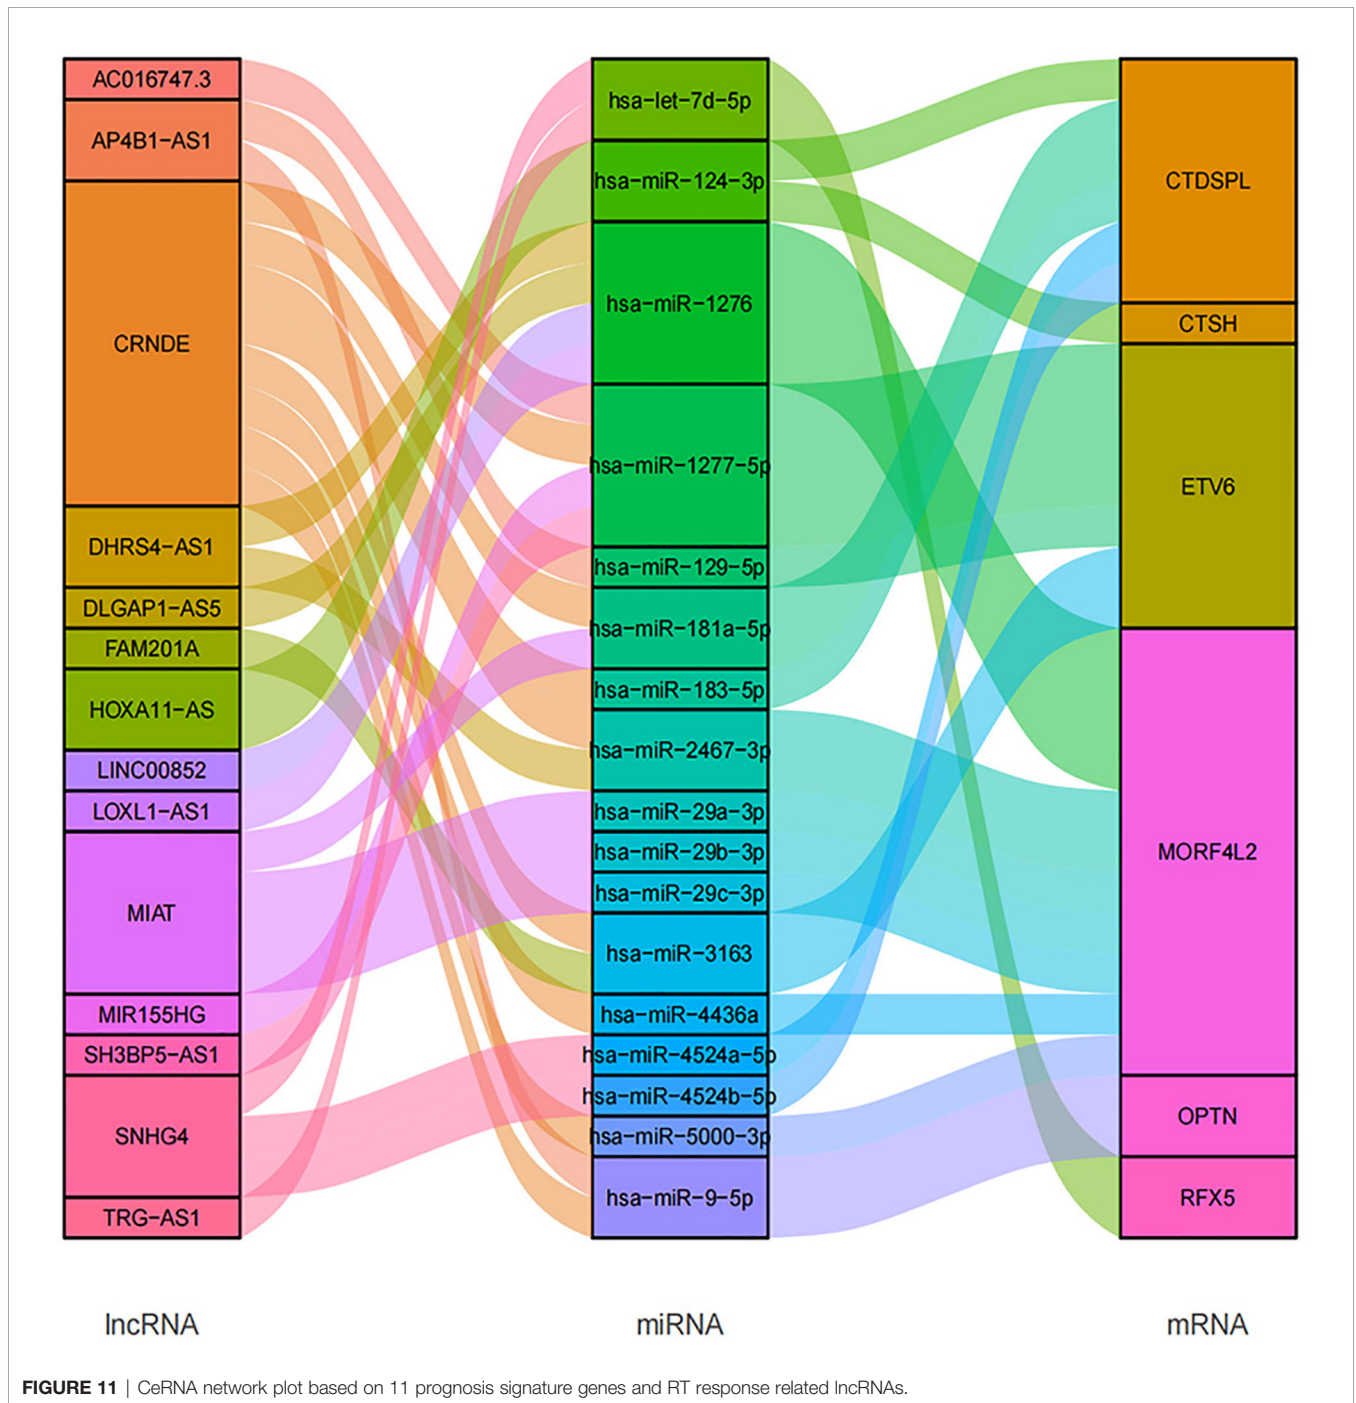 AC016747.3
AP4B1−AS1
CRNDE
DHRS4−AS1
DLGAP1−AS5
FAM201A
HOXA11−AS
LINC00852
LOXL1−AS1
MIAT
MIR155HG
SH3BP5−AS1
SNHG4
TRG−AS1
hsa−let−7d−5p
hsa−miR−124−3p
hsa−miR−1276
hsa−miR−1277−5p
hsa−miR−129−5p
hsa−miR−181a−5p
hsa−miR−183−5p
hsa−miR−2467−3p
hsa−miR−29a−3p
hsa−miR−29b−3p
hsa−miR−29c−3p
hsa−miR−3163
hsa−miR−4436a
hsa−miR−4524a−5p
hsa−miR−4524b−5p
hsa−miR−5000−3p
hsa−miR−9−5p
CTDSPL
CTSH
ETV6
MORF4L2
OPTN
RFX5
lncRNA
miRNA
mRNA
FIGURE 11 | CeRNA network plot based on 11 prognosis signature genes and RT response related lncRNAs.